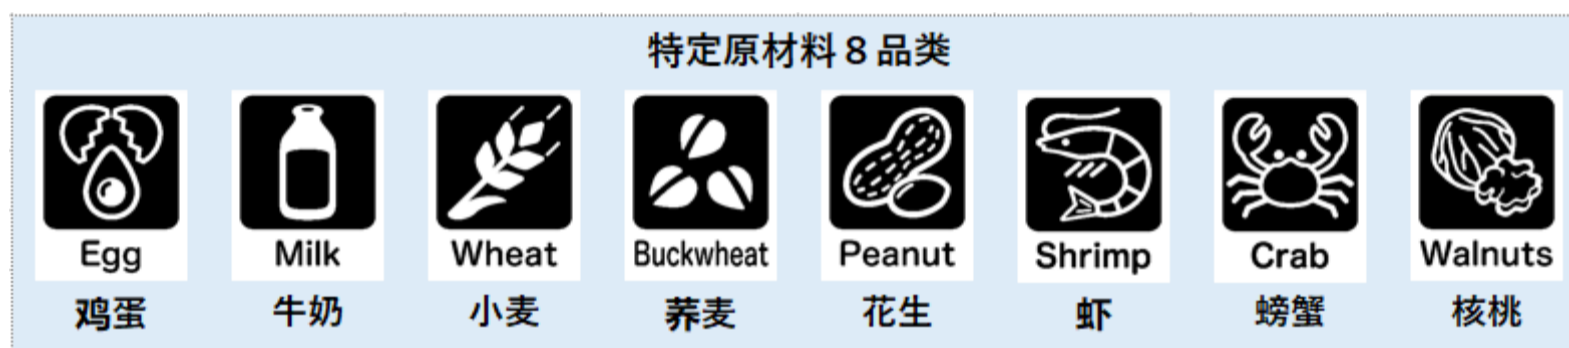 特定原材料８品类
Egg Milk Wheat Buckwheat Peanut Shrimp Crab Walnuts
鸡蛋 牛奶 小麦 荞麦 花生 虾 螃蟹 核桃